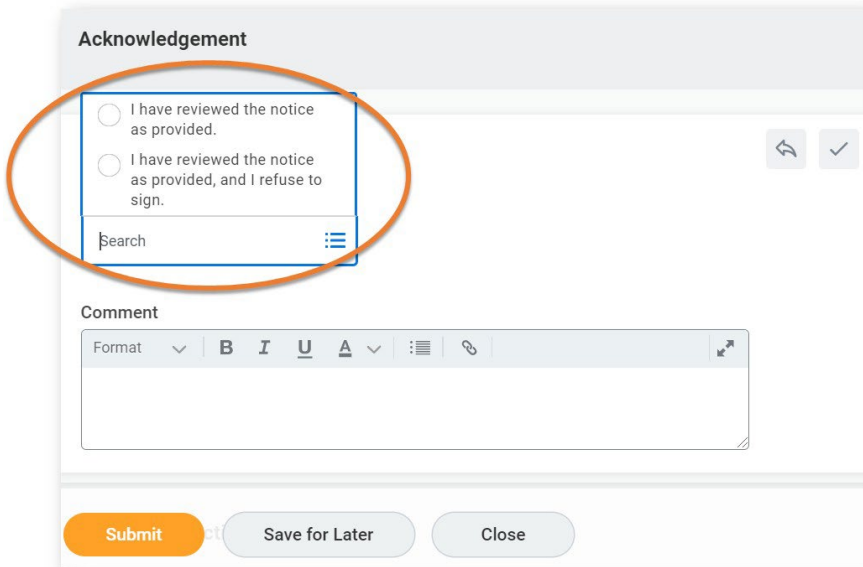 Acknowledgement
I have reviewed the notice
as provided.
I have reviewed the notice
as provided, and I refuse to
sign.
Search
Comment
Format B I U A
Submit cti Save for Later Close